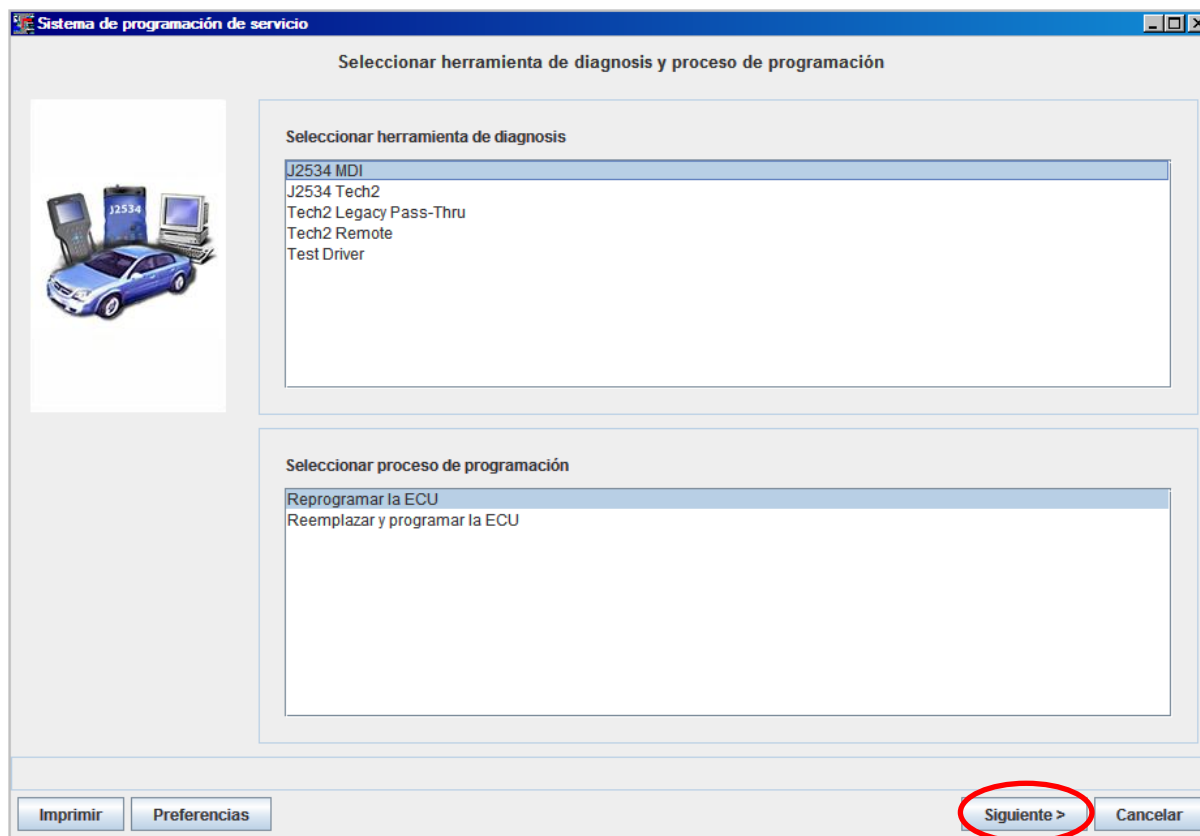 Sistema de programación de servicio
Seleccionar herramienta de diagnosis y proceso de programación
J2534
Seleccionar herramienta de diagnosis
J2534 MDI
J2534 Tech2
Tech2 Legacy Pass-Thru
Tech2 Remote
Test Driver
Seleccionar proceso de programación
Reprogramar la ECU
Reemplazar y programar la ECU
Imprimir
Preferencias
Siguiente >
Cancelar